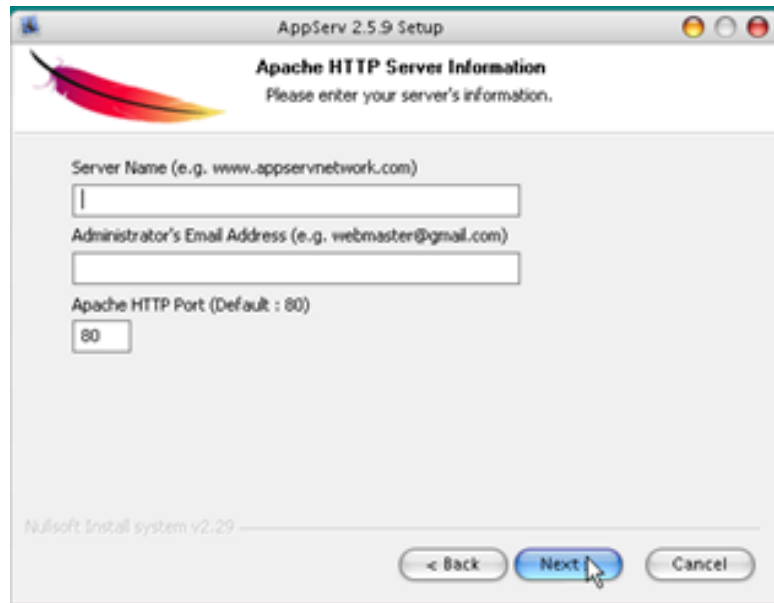 AppServ 2.5.9 Setup
Apache HTTP Server Information
Please enter your server's information.
Server Name (e.g. www.appservnetwork.com)
Administrator's Email Address (e.g. webmaster@gmail.com)
Apache HTTP Port (Default : 80)
80
Nullsoft Install system v2.29
< Back
Next
Cancel